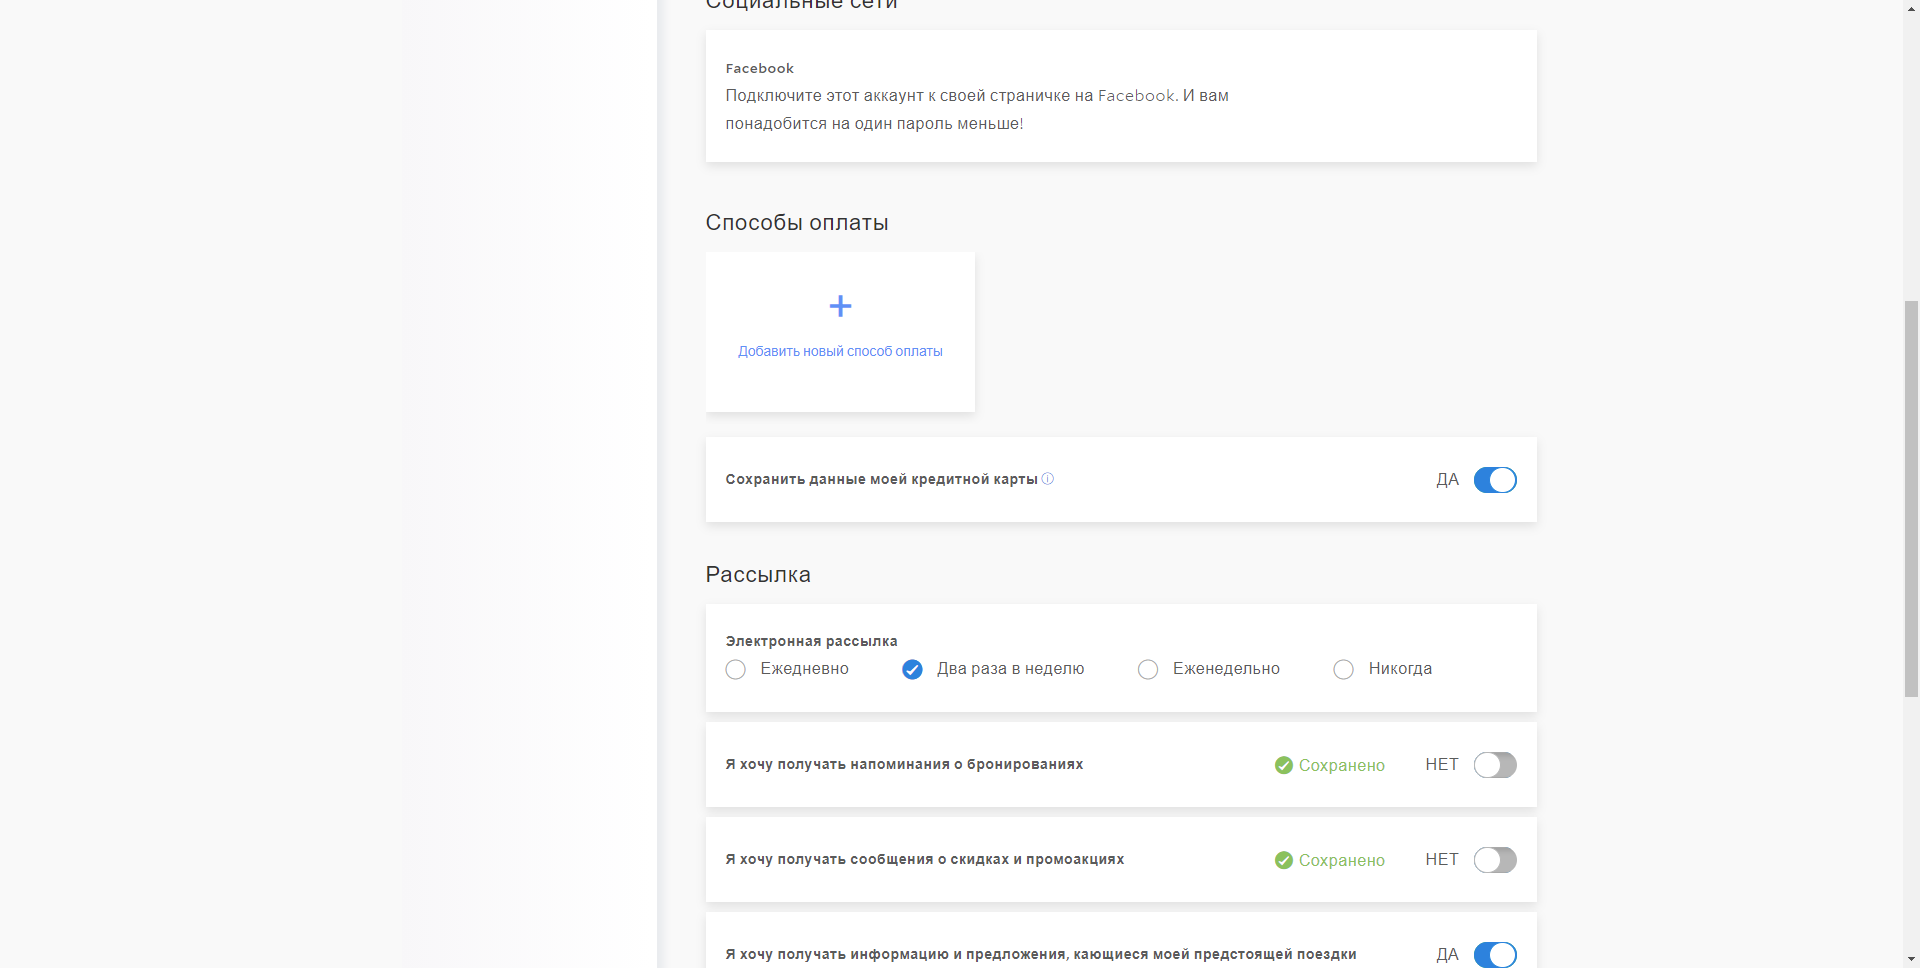 Социальные сети
Facebook
Подключите этот аккаунт к своей страничке на Facebook. И вам
понадобится на один пароль меньше!
Способы оплаты
Добавить новый способ оплаты
Сохранить данные моей кредитной карты
ДА
Рассылка
Электронная рассылка
Ежедневно
Два раза в неделю
Еженедельно
Никогда
Я хочу получать напоминания о бронированиях
Сохранено
НЕТ
Я хочу получать сообщения о скидках и промоакциях
Сохранено
НЕТ
Я хочу получать информацию и предложения, кающиеся моей предстоящей поездки
ДА